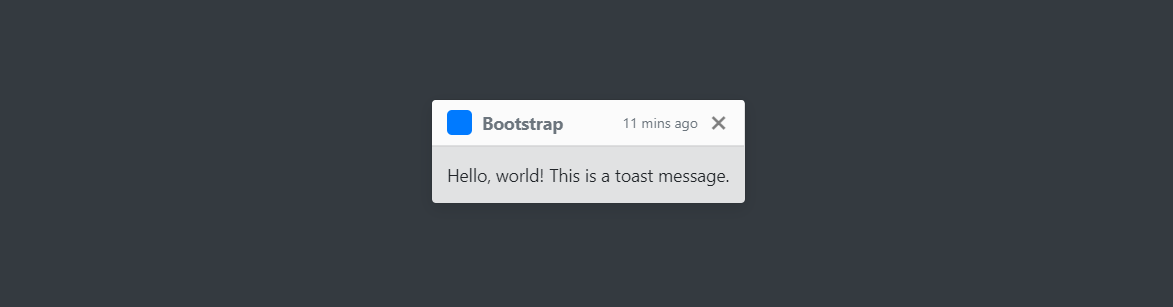 Bootstrap 11 mins ago ×
Hello, world! This is a toast message.